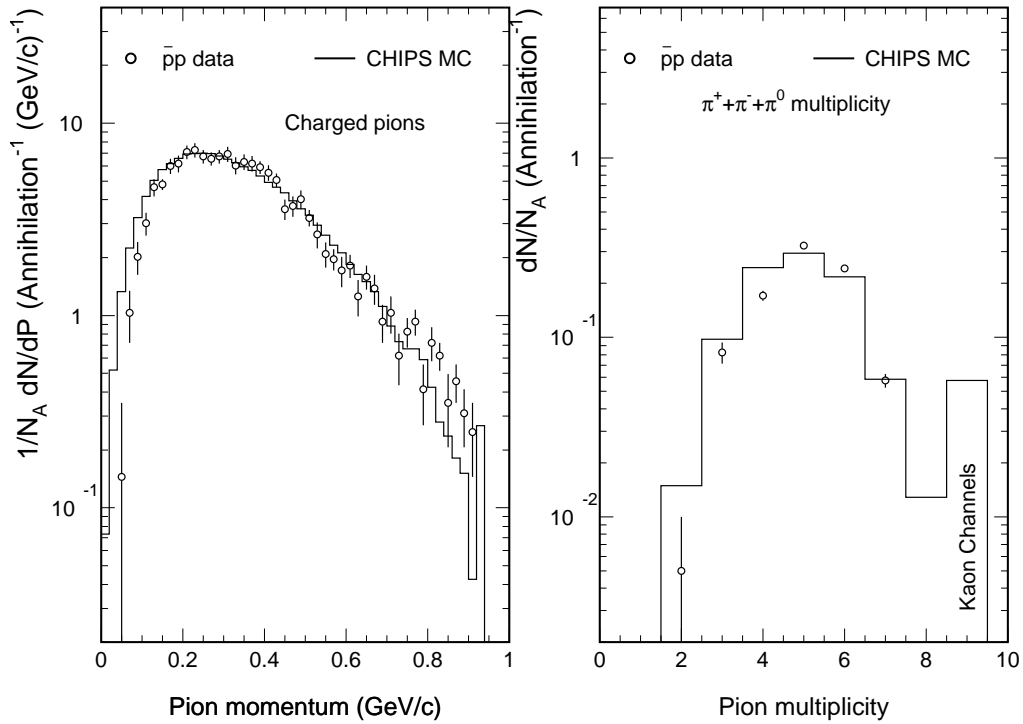 1/N_A dN/dP (Annihilation⁻¹ (GeV/c)⁻¹)
p̄p data
CHIPS MC
Charged pions
10
1
10⁻¹
0 0.2 0.4 0.6 0.8 1
Pion momentum (GeV/c)
dN/N_A (Annihilation⁻¹)
p̄p data
CHIPS MC
π⁺+π⁻+π⁰ multiplicity
1
10⁻¹
10⁻²
Kaon Channels
0 2 4 6 8 10
Pion multiplicity